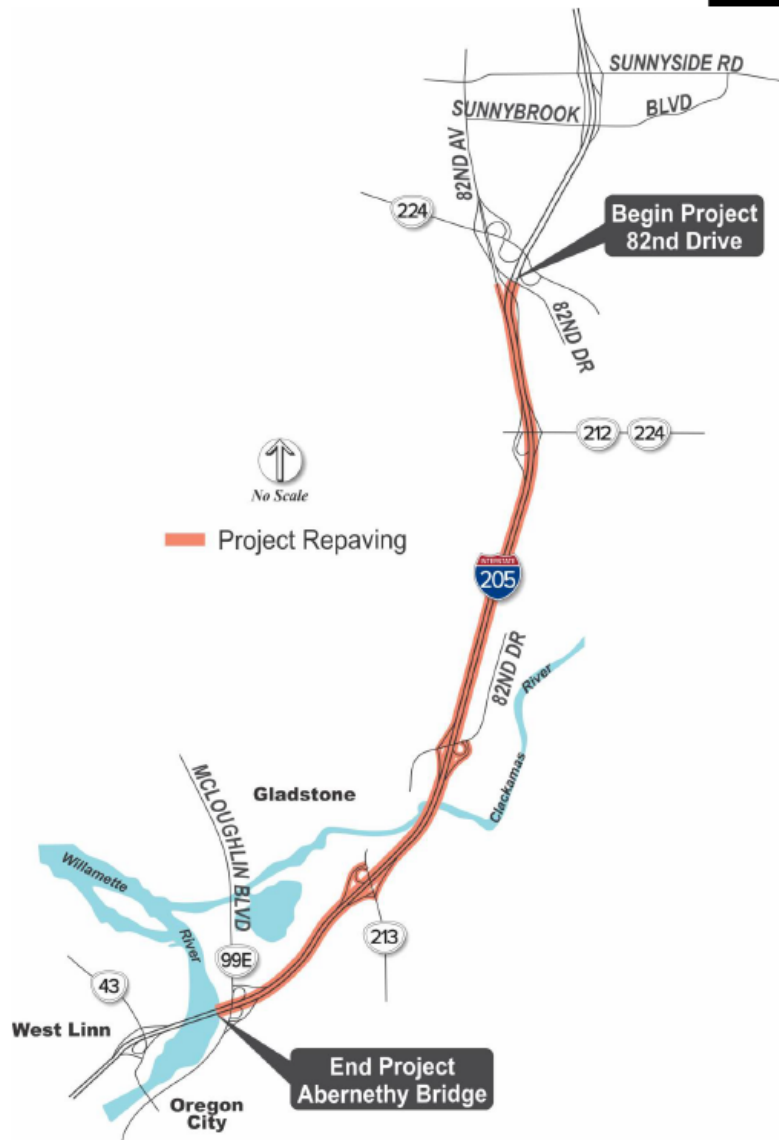 SUNNYSIDE RD
SUNNYBROOK BLVD
82ND AV
224
Begin Project
82nd Drive
82ND DR
212 224
No Scale
Project Repaving
INTERSTATE
205
82ND DR
River
Clackamas
Gladstone
MCLOUGHLIN BLVD
Willamette
River
213
99E
43
West Linn
End Project
Abernethy Bridge
Oregon
City